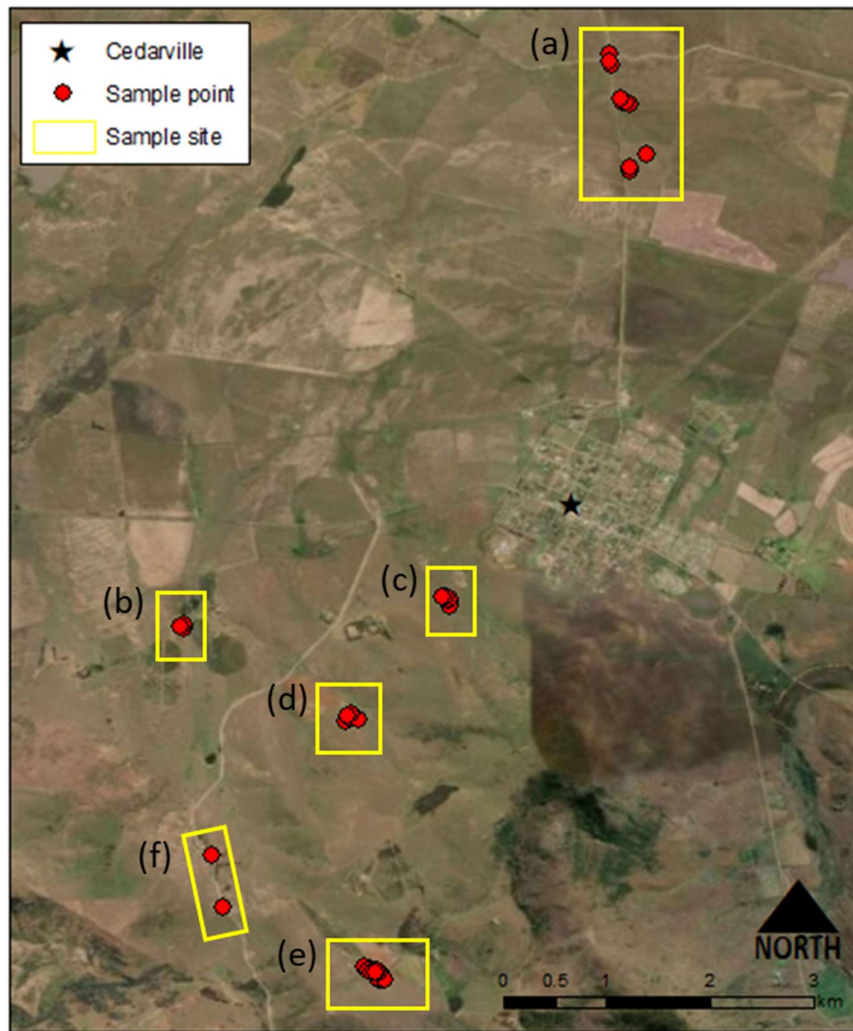 Cedarville
Sample point
Sample site
(a)
(b)
(c)
(d)
(f)
(e)
NORTH
0 0.5 1 2 3
km